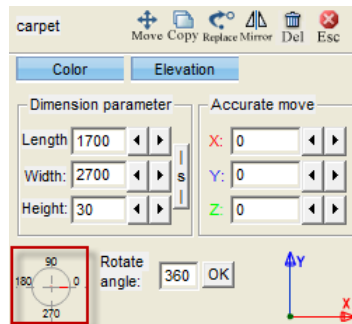 carpet
Move Copy Replace Mirror Del Esc
Color Elevation
Dimension parameter Accurate move
Length 1700 X: 0
Width: 2700 s Y: 0
Height: 30 Z: 0
90
180 0
270
Rotate angle: 360 OK
Y
X